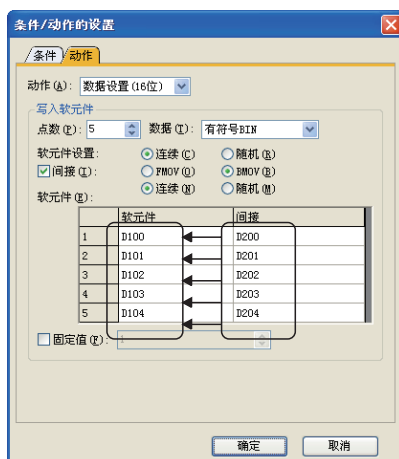 条件/动作的设置
条件 动作
动作(A): 数据设置(16位)
写入软元件
点数(P): 5 数据(T): 有符号BIN
软元件设置: 连续(C) 随机(R)
间接(I): FMOV(O) BMOV(B)
连续(N) 随机(M)
软元件(E):
软元件 间接
1 D100 D200
2 D101 D201
3 D102 D202
4 D103 D203
5 D104 D204
固定值(F): 1
确定 取消